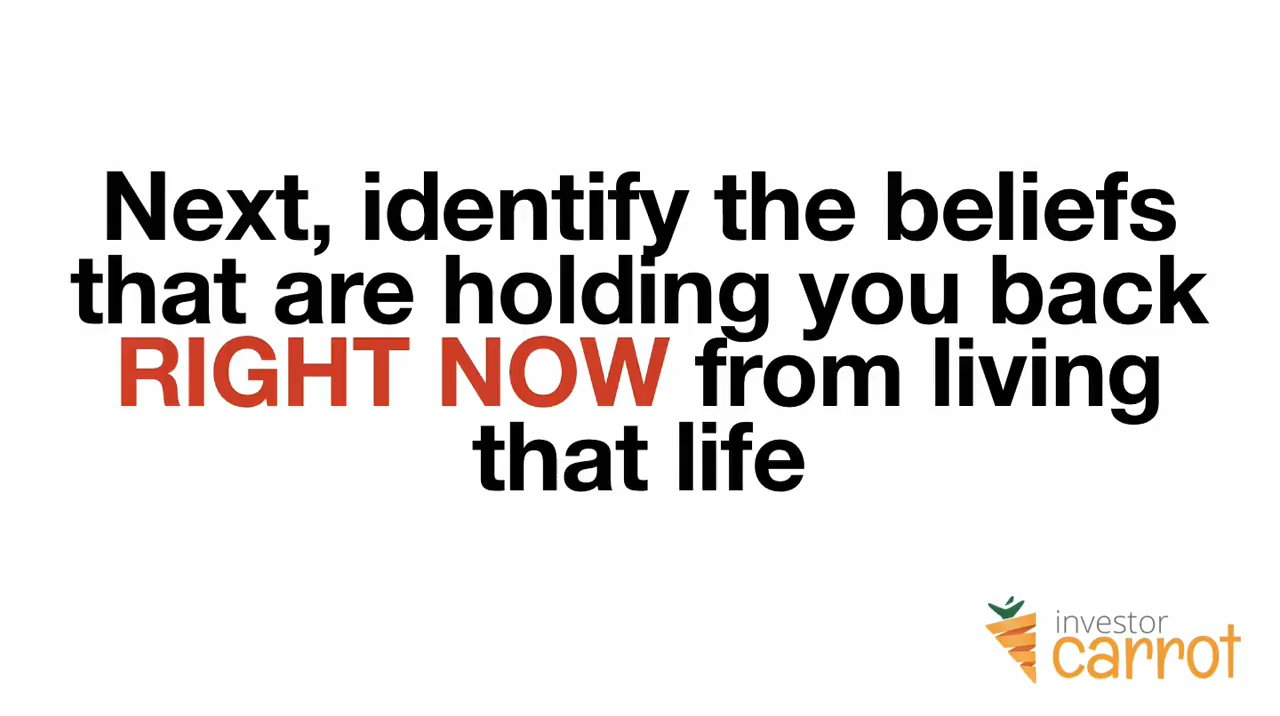 Next, identify the beliefs
that are holding you back
RIGHT NOW from living
that life
investor
carrot